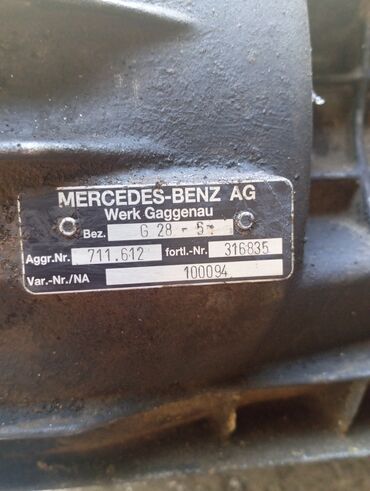 MERCEDES-BENZ AG
Werk Gaggenau
Bez. G 28 - 5
Aggr.Nr. 711.612 fortl.-Nr. 316835
Var.-Nr./NA 100094